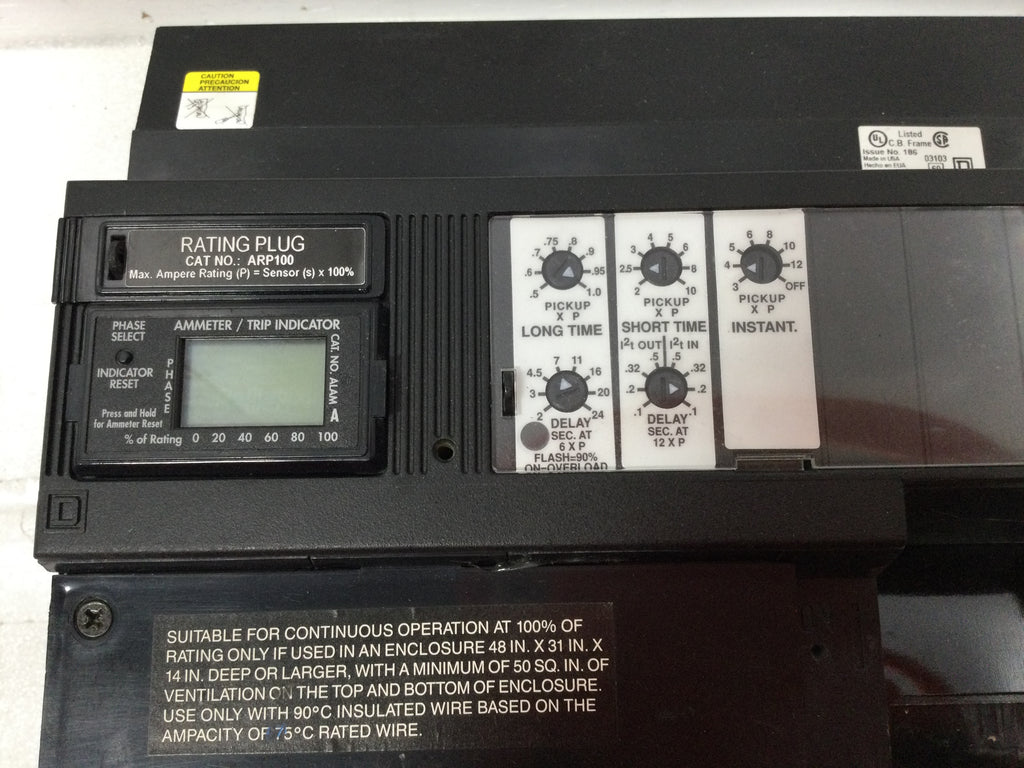 CAUTION
PRECAUCION
ATTENTION
Listed
C.B. Frame
Issue No. 186
Made in USA
Hecho en EUA
03103
RATING PLUG
CAT NO.: ARP100
Max. Ampere Rating (P) = Sensor (s) x 100%
PHASE
SELECT
INDICATOR
RESET
Press and Hold
for Ammeter Reset
AMMETER / TRIP INDICATOR
PHASE
CAT. NO. ALAM
A
% of Rating 0 20 40 60 80 100
.5 .6 .7 .75 .8 .9 .95 1.0
PICKUP
X P
LONG TIME
2 3 4.5 7 11 16 20 24
DELAY
SEC. AT
6 X P
FLASH=90%
ON=OVERLOAD
2 2.5 3 4 5 6 8 10
PICKUP
X P
SHORT TIME
I²t OUT I²t IN
.1 .2 .32 .5 .5 .32 .2 .1
DELAY
SEC. AT
12 X P
3 4 5 6 8 10 12 OFF
PICKUP
X P
INSTANT.
D
SUITABLE FOR CONTINUOUS OPERATION AT 100% OF
RATING ONLY IF USED IN AN ENCLOSURE 48 IN. X 31 IN. X
14 IN. DEEP OR LARGER, WITH A MINIMUM OF 50 SQ. IN. OF
VENTILATION ON THE TOP AND BOTTOM OF ENCLOSURE.
USE ONLY WITH 90°C INSULATED WIRE BASED ON THE
AMPACITY OF 75°C RATED WIRE.